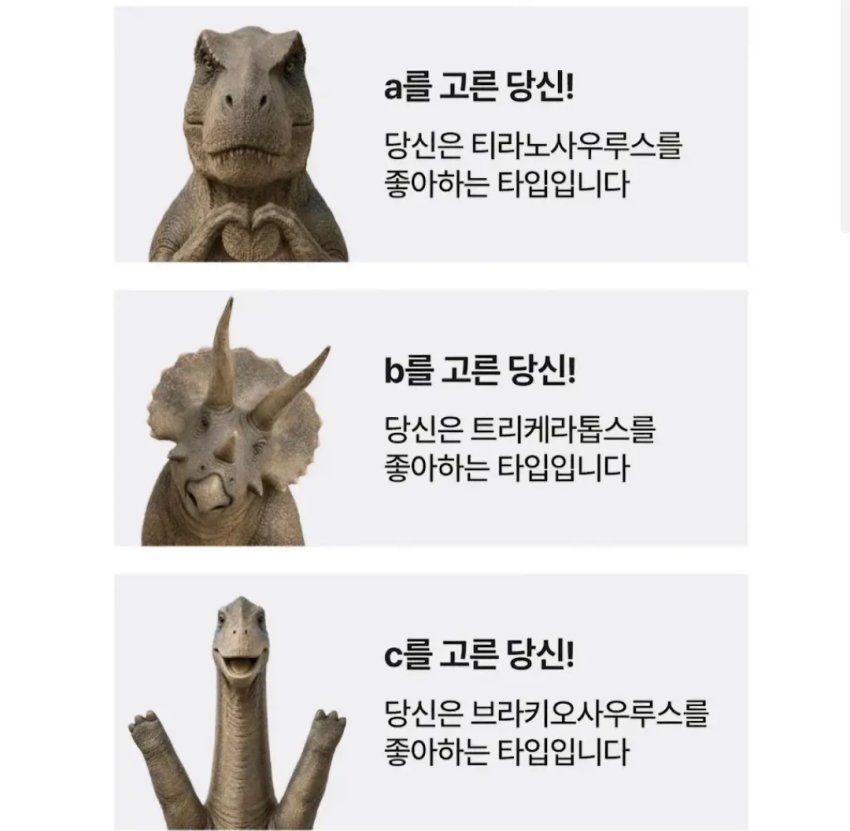 a를 고른 당신!
당신은 티라노사우루스를
좋아하는 타입입니다
b를 고른 당신!
당신은 트리케라톱스를
좋아하는 타입입니다
c를 고른 당신!
당신은 브라키오사우루스를
좋아하는 타입입니다